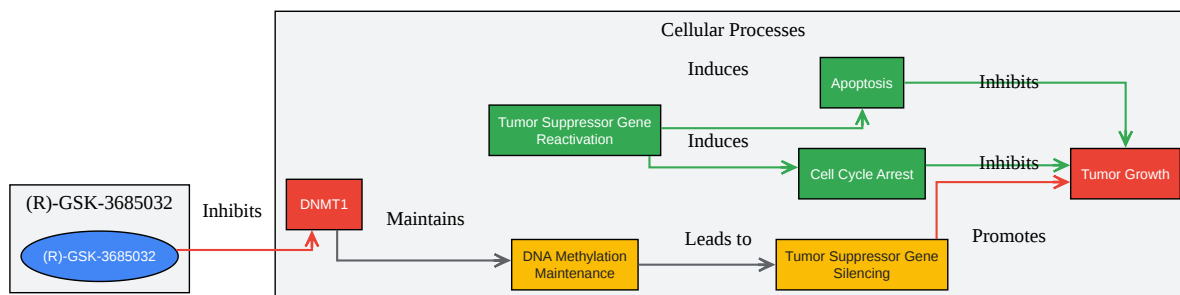 Cellular Processes
Induces
Apoptosis
Inhibits
Tumor Suppressor Gene
Reactivation
Induces
Cell Cycle Arrest
Inhibits
Tumor Growth
(R)-GSK-3685032
(R)-GSK-3685032
Inhibits
DNMT1
Maintains
DNA Methylation
Maintenance
Leads to
Tumor Suppressor Gene
Silencing
Promotes